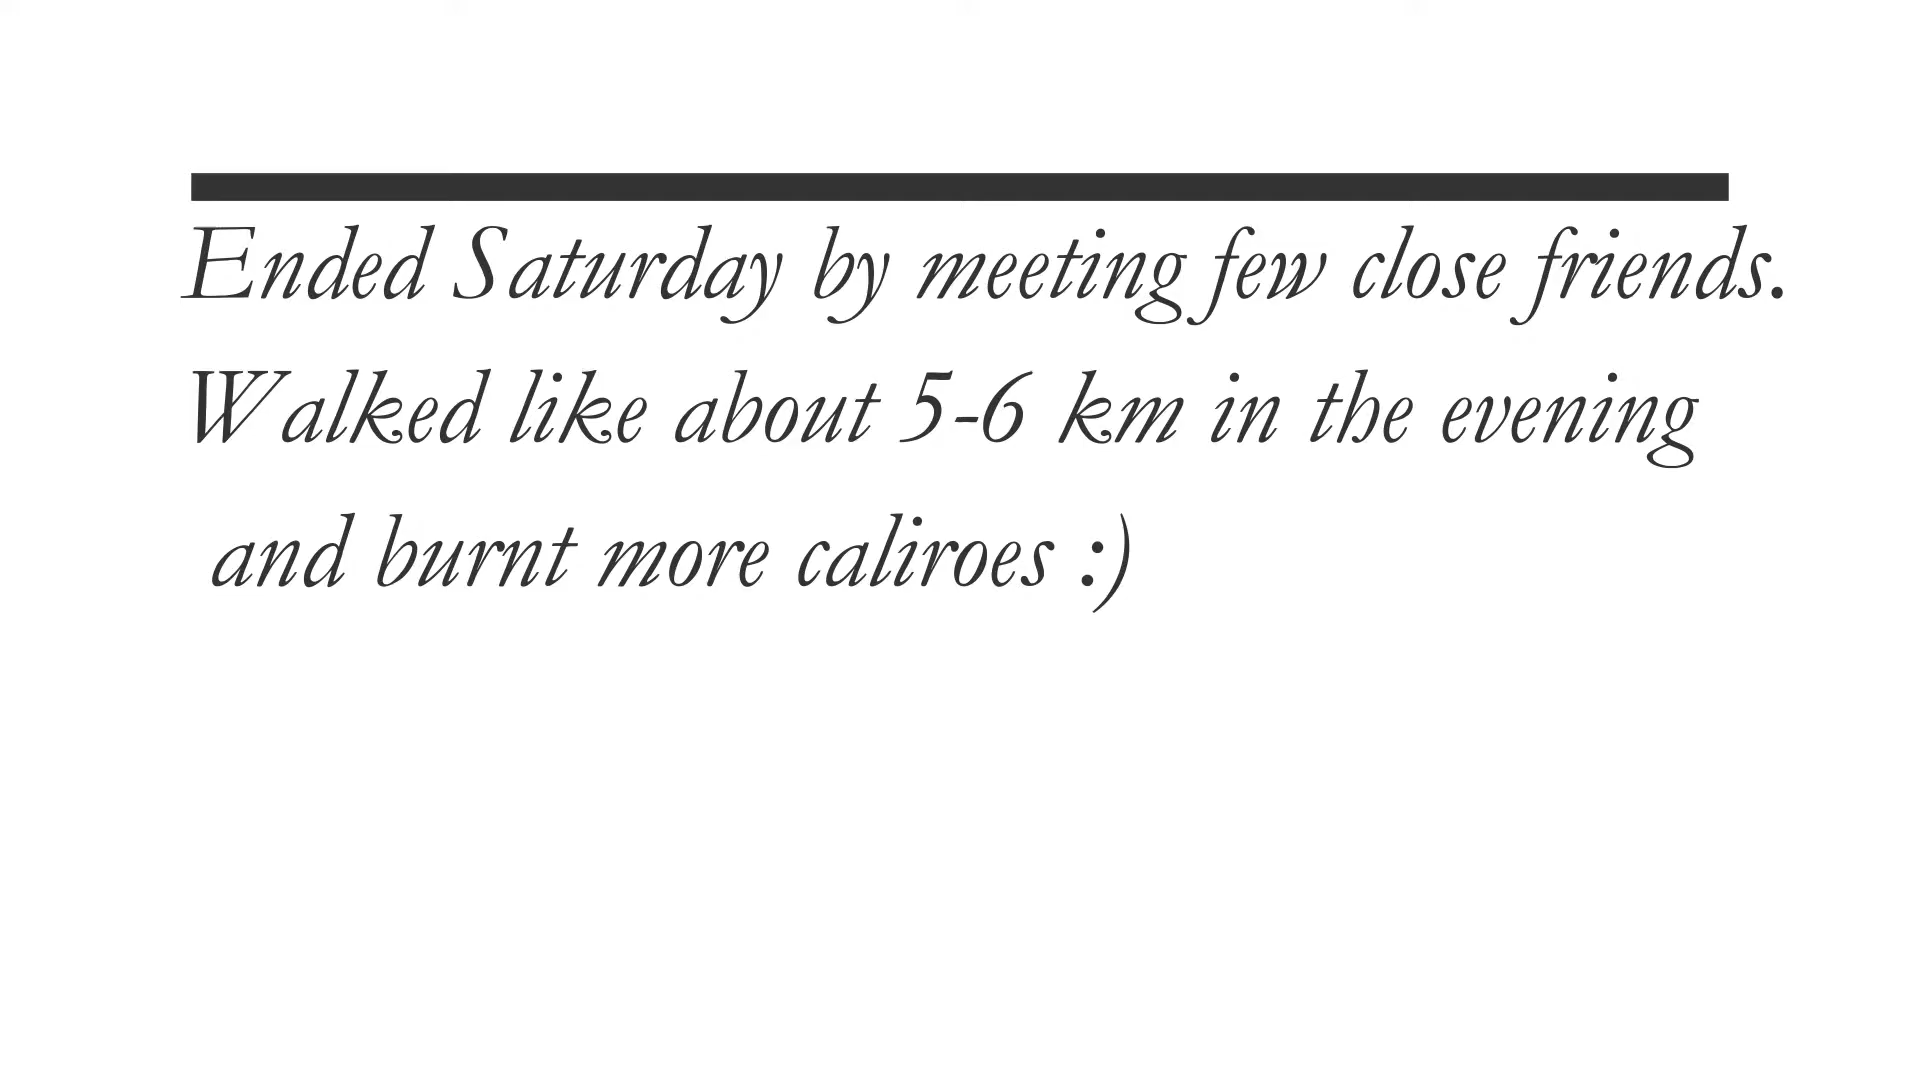 Ended Saturday by meeting few close friends.
Walked like about 5-6 km in the evening
and burnt more caliroes :)